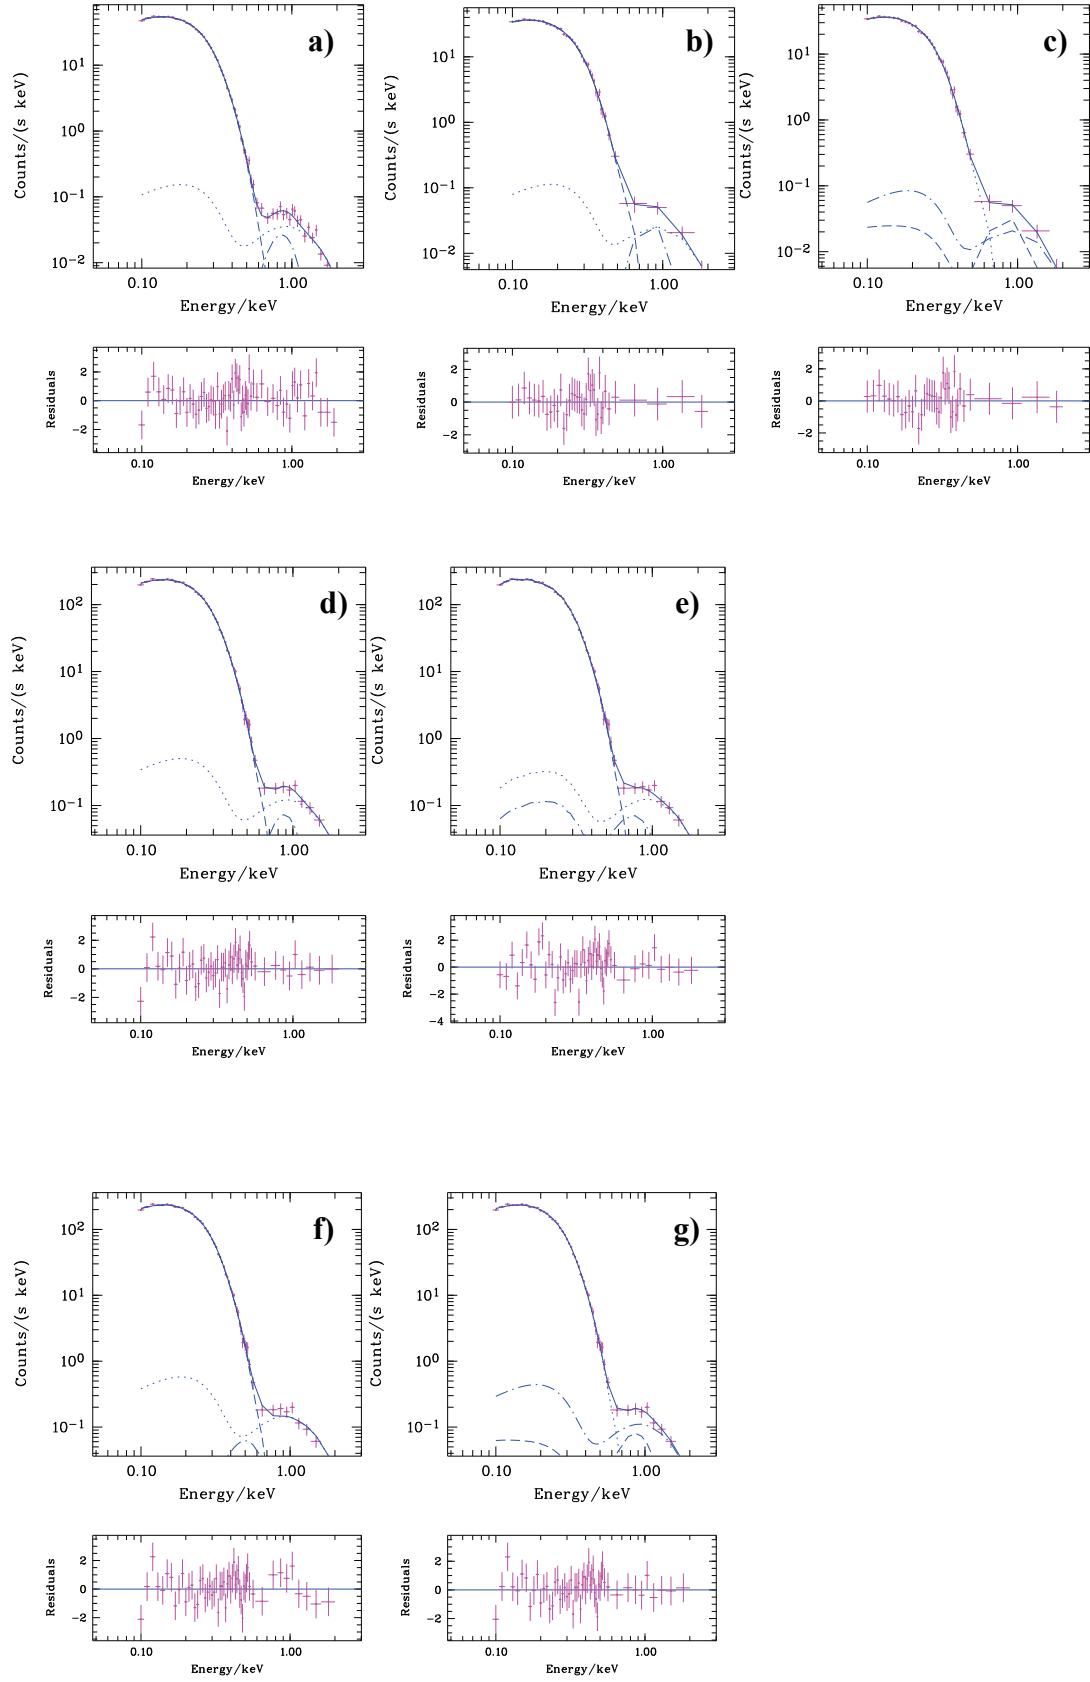 a) b) c)
Counts/(s keV) Counts/(s keV) Counts/(s keV)
10¹ 10¹ 10¹
10⁰ 10⁰ 10⁰
10⁻¹ 10⁻¹ 10⁻¹
10⁻² 10⁻² 10⁻²
0.10 1.00 0.10 1.00 0.10 1.00
Energy/keV Energy/keV Energy/keV
Residuals Residuals Residuals
2 2 2
0 0 0
−2 −2 −2
0.10 1.00 0.10 1.00 0.10 1.00
Energy/keV Energy/keV Energy/keV
d) e)
Counts/(s keV) Counts/(s keV)
10² 10²
10¹ 10¹
10⁰ 10⁰
10⁻¹ 10⁻¹
0.10 1.00 0.10 1.00
Energy/keV Energy/keV
Residuals Residuals
2 2
0 0
−2 −2
−4
0.10 1.00 0.10 1.00
Energy/keV Energy/keV
f) g)
Counts/(s keV) Counts/(s keV)
10² 10²
10¹ 10¹
10⁰ 10⁰
10⁻¹ 10⁻¹
0.10 1.00 0.10 1.00
Energy/keV Energy/keV
Residuals Residuals
2 2
0 0
−2 −2
0.10 1.00 0.10 1.00
Energy/keV Energy/keV